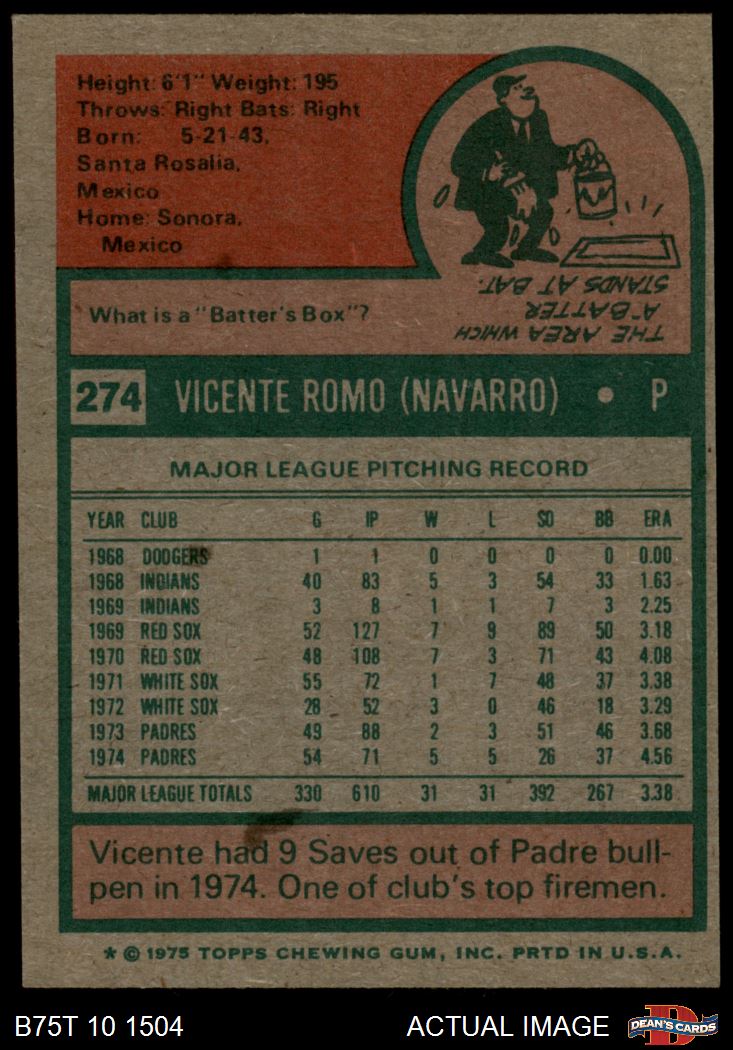 Height: 6'1" Weight: 195
Throws: Right Bats: Right
Born: 5-21-43,
Santa Rosalia,
Mexico
Home: Sonora,
Mexico
What is a "Batter's Box"?
THE AREA WHICH
A BATTER
STANDS AT BAT.
274 VICENTE ROMO (NAVARRO) • P
MAJOR LEAGUE PITCHING RECORD
YEAR CLUB G IP W L SO BB ERA
1968 DODGERS 1 1 0 0 0 0 0.00
1968 INDIANS 40 83 5 3 54 33 1.63
1969 INDIANS 3 8 1 1 7 3 2.25
1969 RED SOX 52 127 7 9 89 50 3.18
1970 RED SOX 48 108 7 3 71 43 4.08
1971 WHITE SOX 55 72 1 7 48 37 3.38
1972 WHITE SOX 28 52 3 0 46 18 3.29
1973 PADRES 49 88 2 3 51 46 3.68
1974 PADRES 54 71 5 5 26 37 4.56
MAJOR LEAGUE TOTALS 330 610 31 31 392 267 3.38
Vicente had 9 Saves out of Padre bull-
pen in 1974. One of club's top firemen.
* © 1975 TOPPS CHEWING GUM, INC. PRTD IN U.S.A.
B75T 10 1504 ACTUAL IMAGE
D
DEAN'S CARDS